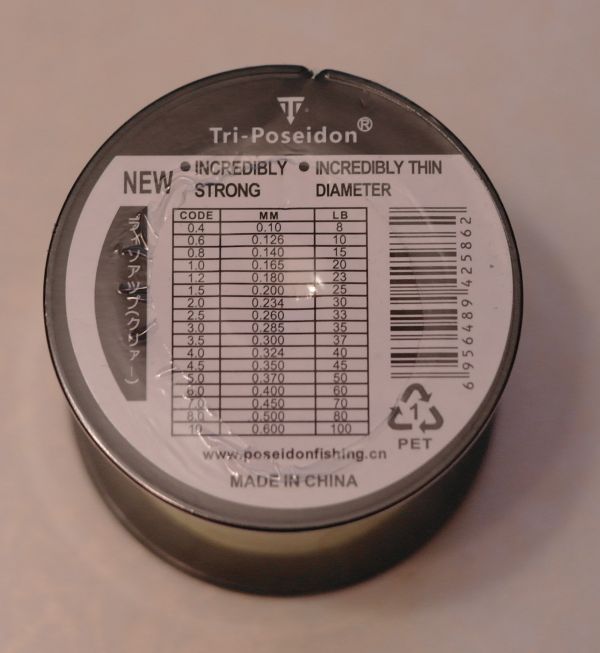 Tri-Poseidon®
NEW
• INCREDIBLY STRONG
• INCREDIBLY THIN DIAMETER
CODE MM LB
0.4 0.10 8
0.6 0.126 10
0.8 0.140 15
1.0 0.165 20
1.2 0.180 23
1.5 0.200 25
2.0 0.234 30
2.5 0.260 33
3.0 0.285 35
3.5 0.300 37
4.0 0.324 40
4.5 0.350 45
5.0 0.370 50
6.0 0.400 60
7.0 0.450 70
8.0 0.500 80
10 0.600 100
6 956489 425862
1
PET
www.poseidonfishing.cn
MADE IN CHINA